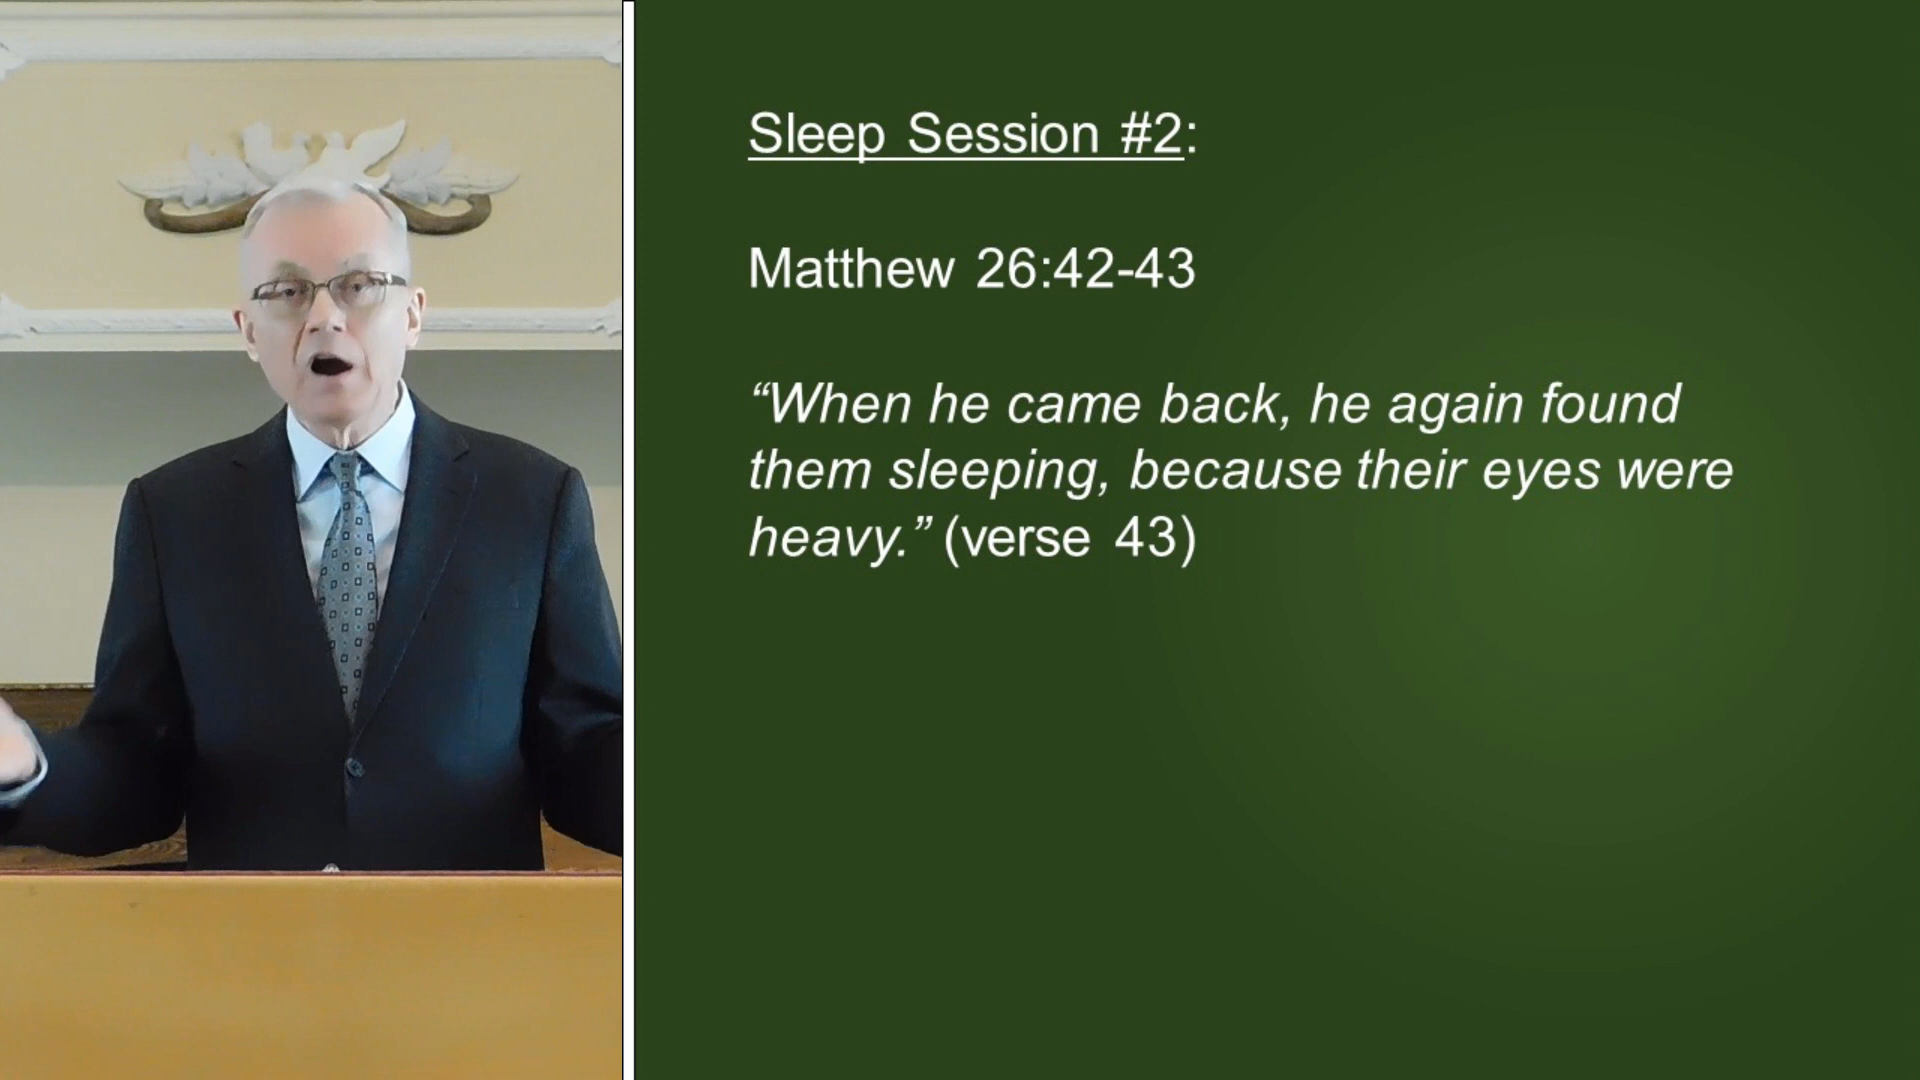 Sleep Session #2:
Matthew 26:42-43
“When he came back, he again found
them sleeping, because their eyes were
heavy.” (verse 43)